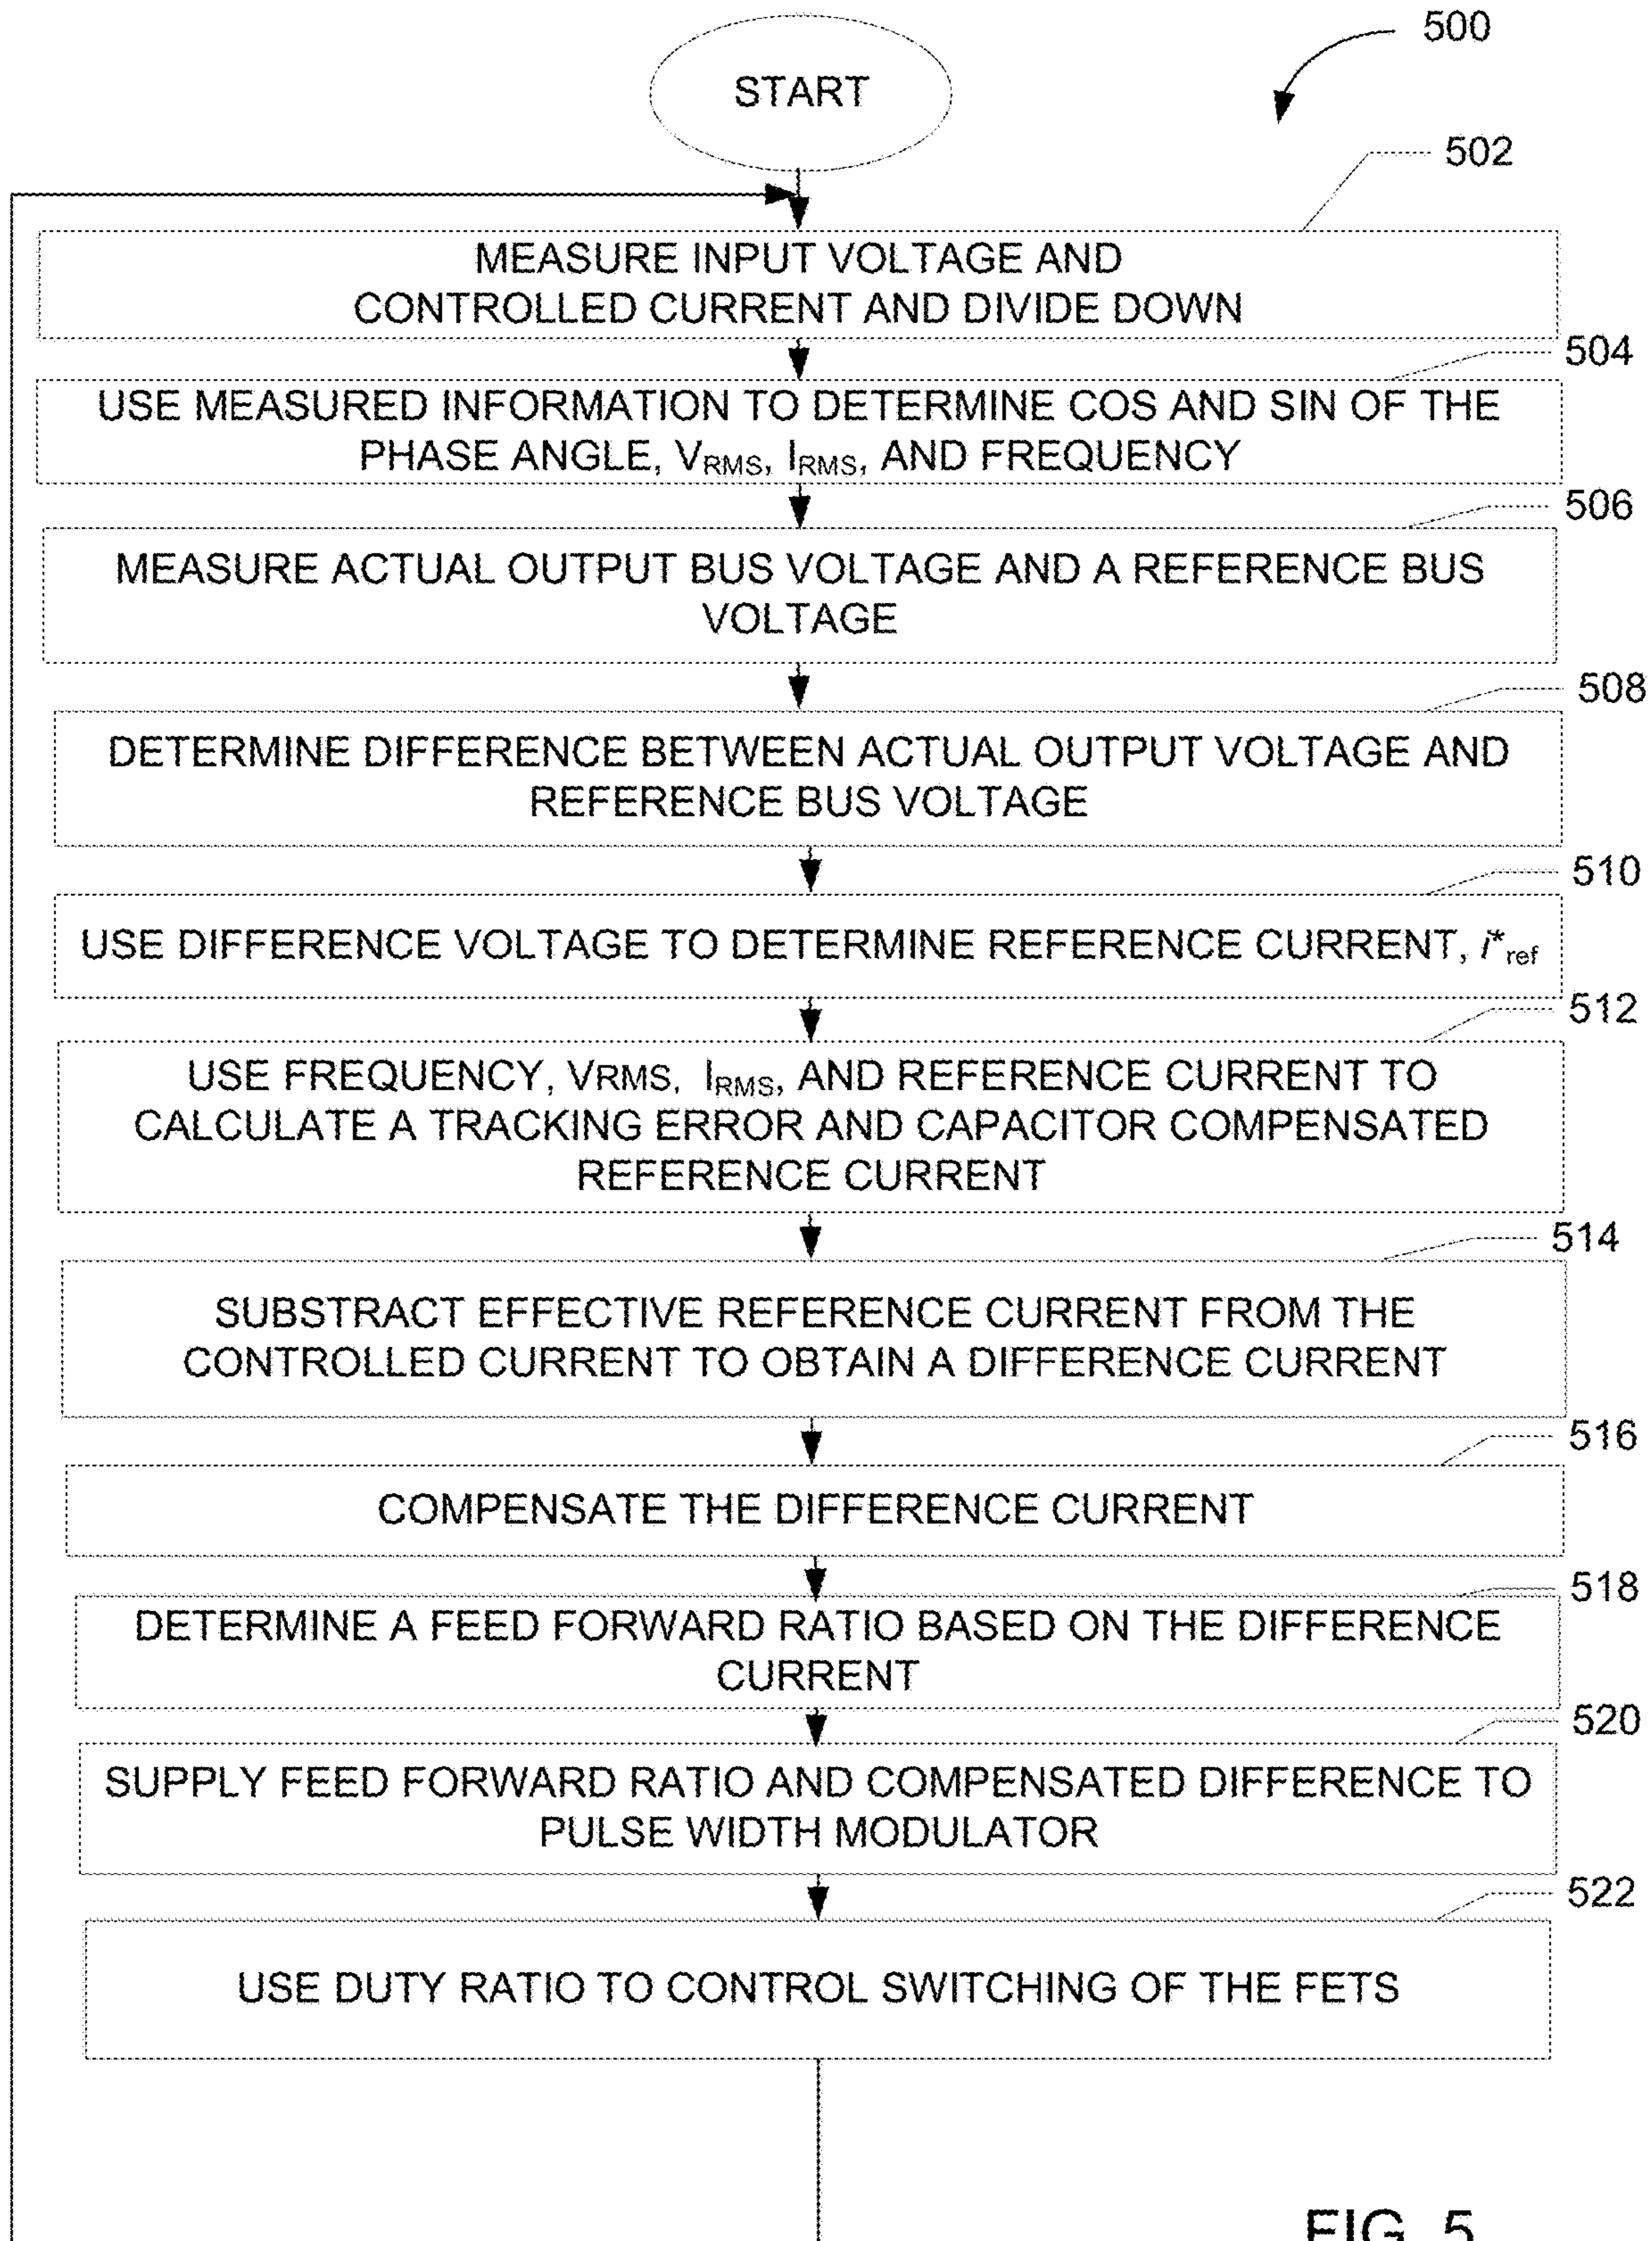 500
START
502
MEASURE INPUT VOLTAGE AND
CONTROLLED CURRENT AND DIVIDE DOWN
504
USE MEASURED INFORMATION TO DETERMINE COS AND SIN OF THE
PHASE ANGLE, VRMS, IRMS, AND FREQUENCY
506
MEASURE ACTUAL OUTPUT BUS VOLTAGE AND A REFERENCE BUS
VOLTAGE
508
DETERMINE DIFFERENCE BETWEEN ACTUAL OUTPUT VOLTAGE AND
REFERENCE BUS VOLTAGE
510
USE DIFFERENCE VOLTAGE TO DETERMINE REFERENCE CURRENT, i*ref
512
USE FREQUENCY, VRMS, IRMS, AND REFERENCE CURRENT TO
CALCULATE A TRACKING ERROR AND CAPACITOR COMPENSATED
REFERENCE CURRENT
514
SUBSTRACT EFFECTIVE REFERENCE CURRENT FROM THE
CONTROLLED CURRENT TO OBTAIN A DIFFERENCE CURRENT
516
COMPENSATE THE DIFFERENCE CURRENT
518
DETERMINE A FEED FORWARD RATIO BASED ON THE DIFFERENCE
CURRENT
520
SUPPLY FEED FORWARD RATIO AND COMPENSATED DIFFERENCE TO
PULSE WIDTH MODULATOR
522
USE DUTY RATIO TO CONTROL SWITCHING OF THE FETS
FIG. 5